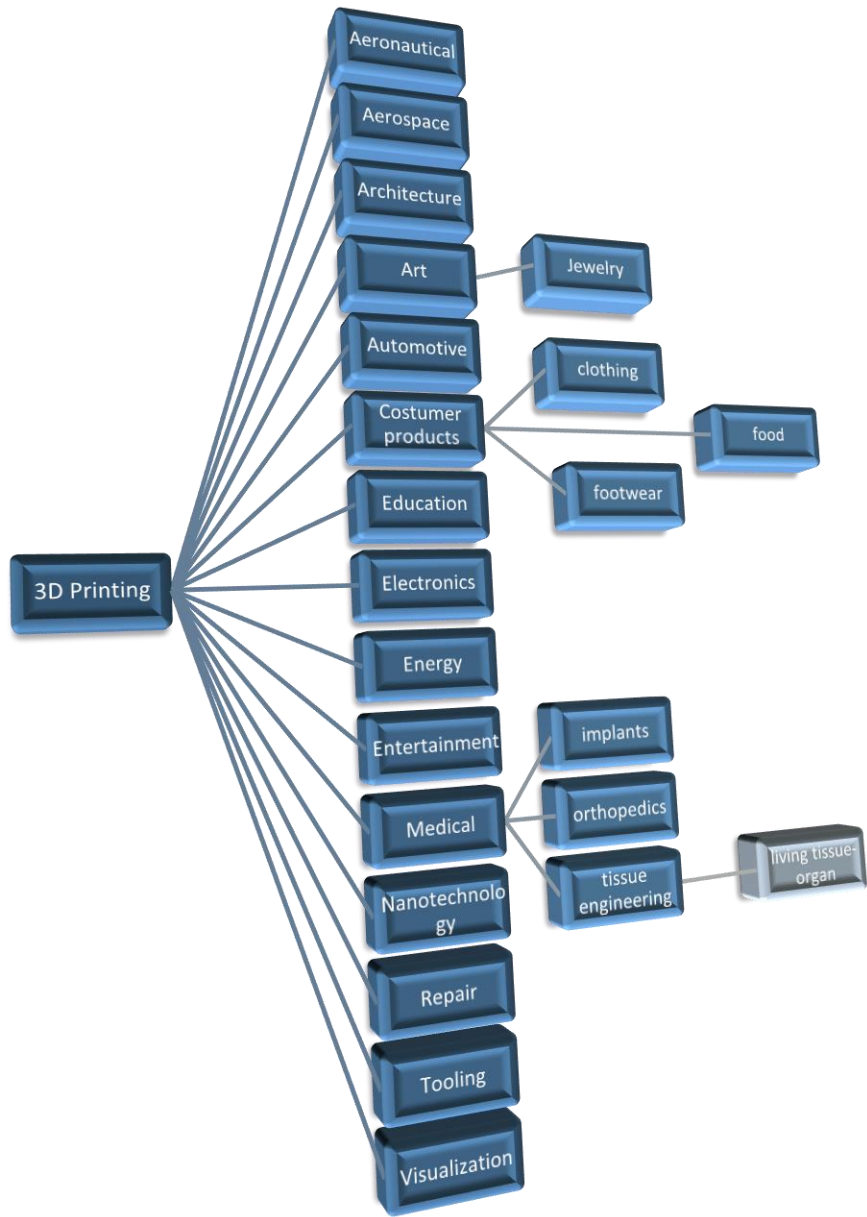 3D Printing
Aeronautical
Aerospace
Architecture
Art
Jewelry
Automotive
Costumer
products
clothing
food
footwear
Education
Electronics
Energy
Entertainment
Medical
implants
orthopedics
tissue
engineering
living tissue-
organ
Nanotechnolo
gy
Repair
Tooling
Visualization